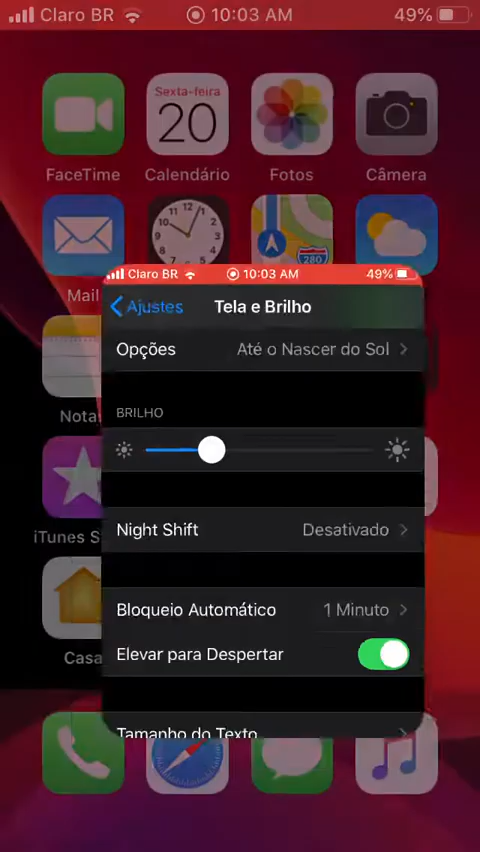 Claro BR 10:03 AM 49%
Sexta-feira
20
FaceTime Calendário Fotos Câmera
12
280
Mail
Claro BR 10:03 AM 49%
Ajustes Tela e Brilho
Opções Até o Nascer do Sol
BRILHO
Nota
Night Shift Desativado
iTunes S
Bloqueio Automático 1 Minuto
Elevar para Despertar
Casa
Tamanho do Texto